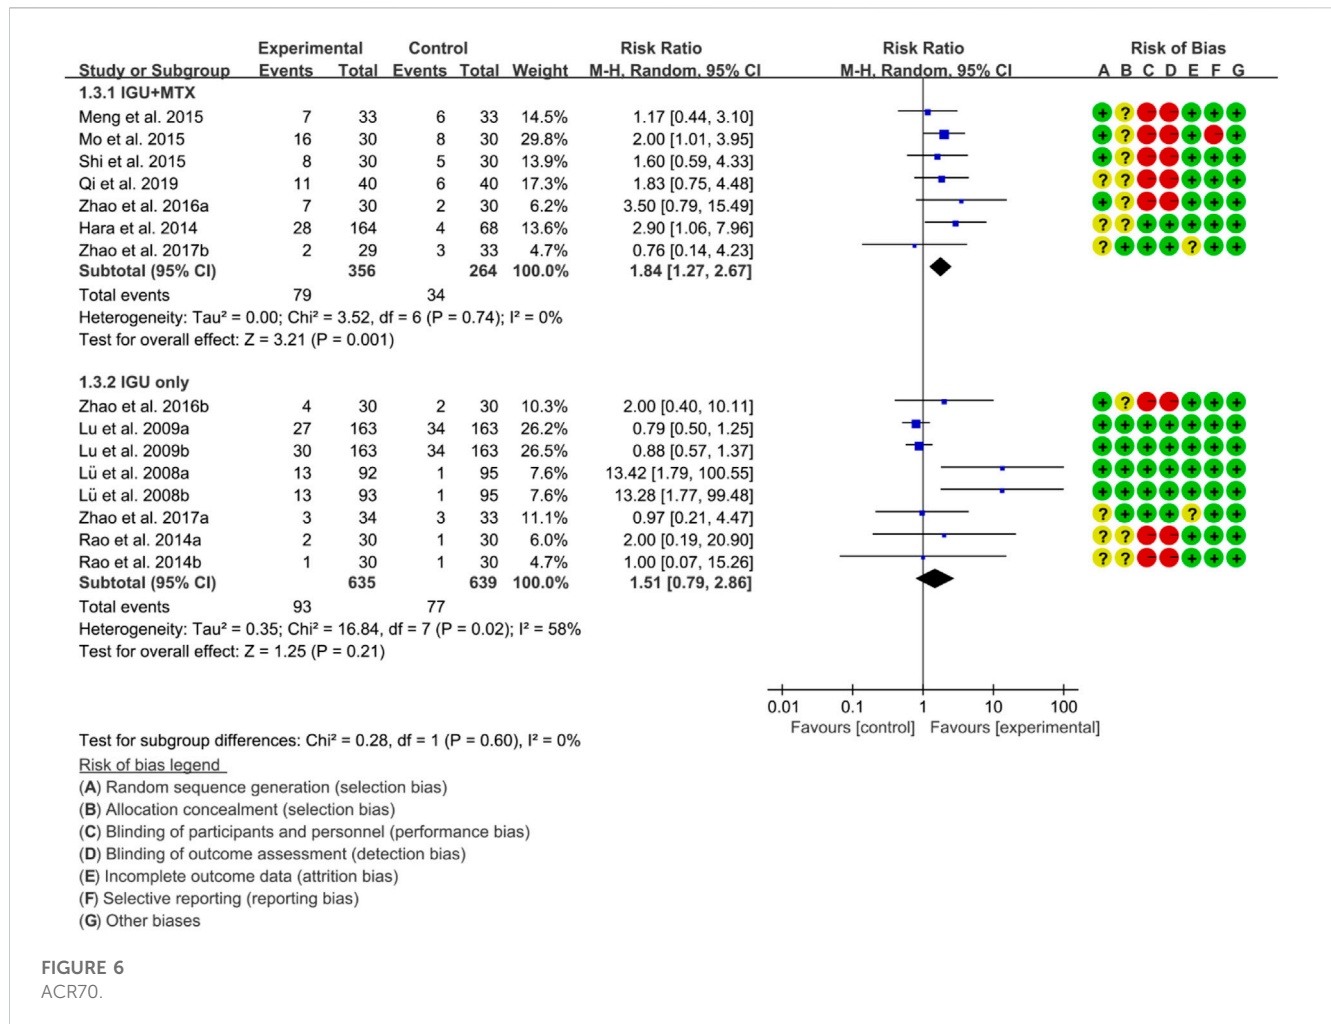 Experimental Control Risk Ratio Risk Ratio Risk of Bias
Study or Subgroup Events Total Events Total Weight M-H, Random, 95% CI M-H, Random, 95% CI A B C D E F G
1.3.1 IGU+MTX
Meng et al. 2015 7 33 6 33 14.5% 1.17 [0.44, 3.10] + ? - - + + +
Mo et al. 2015 16 30 8 30 29.8% 2.00 [1.01, 3.95] + ? - - + - +
Shi et al. 2015 8 30 5 30 13.9% 1.60 [0.59, 4.33] + ? - - + + +
Qi et al. 2019 11 40 6 40 17.3% 1.83 [0.75, 4.48] ? ? - - + + +
Zhao et al. 2016a 7 30 2 30 6.2% 3.50 [0.79, 15.49] + ? - - + + +
Hara et al. 2014 28 164 4 68 13.6% 2.90 [1.06, 7.96] ? ? + + + + +
Zhao et al. 2017b 2 29 3 33 4.7% 0.76 [0.14, 4.23] ? + + + ? + +
Subtotal (95% CI) 356 264 100.0% 1.84 [1.27, 2.67]
Total events 79 34
Heterogeneity: Tau² = 0.00; Chi² = 3.52, df = 6 (P = 0.74); I² = 0%
Test for overall effect: Z = 3.21 (P = 0.001)
1.3.2 IGU only
Zhao et al. 2016b 4 30 2 30 10.3% 2.00 [0.40, 10.11] + ? - - + + +
Lu et al. 2009a 27 163 34 163 26.2% 0.79 [0.50, 1.25] + + + + + + +
Lu et al. 2009b 30 163 34 163 26.5% 0.88 [0.57, 1.37] + + + + + + +
Lü et al. 2008a 13 92 1 95 7.6% 13.42 [1.79, 100.55] + + + + + + +
Lü et al. 2008b 13 93 1 95 7.6% 13.28 [1.77, 99.48] + + + + + + +
Zhao et al. 2017a 3 34 3 33 11.1% 0.97 [0.21, 4.47] ? + + + ? + +
Rao et al. 2014a 2 30 1 30 6.0% 2.00 [0.19, 20.90] ? ? - - + + +
Rao et al. 2014b 1 30 1 30 4.7% 1.00 [0.07, 15.26] ? ? - - + + +
Subtotal (95% CI) 635 639 100.0% 1.51 [0.79, 2.86]
Total events 93 77
Heterogeneity: Tau² = 0.35; Chi² = 16.84, df = 7 (P = 0.02); I² = 58%
Test for overall effect: Z = 1.25 (P = 0.21)
0.01 0.1 1 10 100
Favours [control] Favours [experimental]
Test for subgroup differences: Chi² = 0.28, df = 1 (P = 0.60), I² = 0%
Risk of bias legend
(A) Random sequence generation (selection bias)
(B) Allocation concealment (selection bias)
(C) Blinding of participants and personnel (performance bias)
(D) Blinding of outcome assessment (detection bias)
(E) Incomplete outcome data (attrition bias)
(F) Selective reporting (reporting bias)
(G) Other biases
FIGURE 6
ACR70.